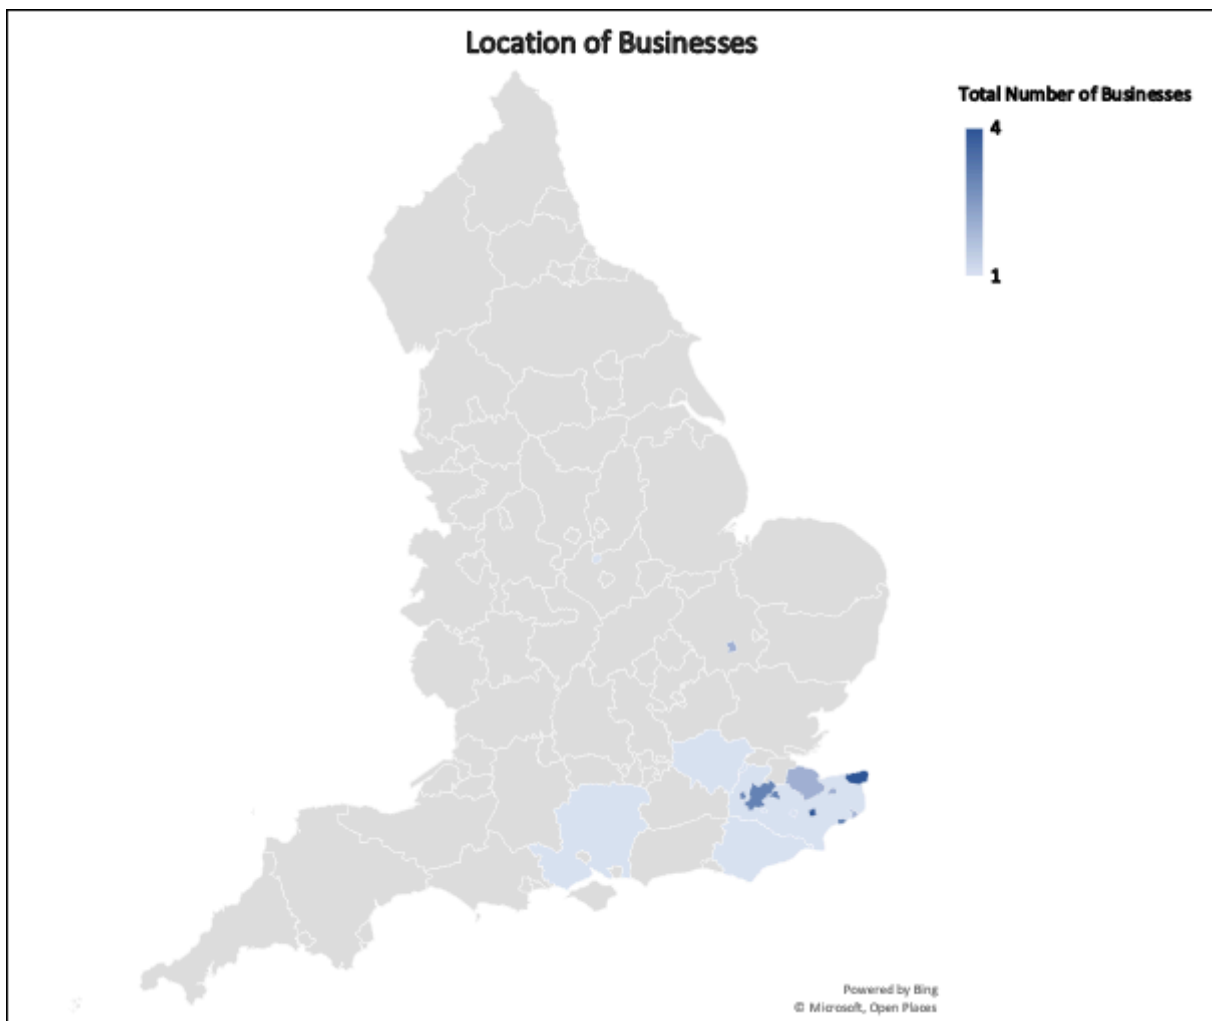 Location of Businesses
Total Number of Businesses
4
1
Powered by Bing
© Microsoft, Open Places